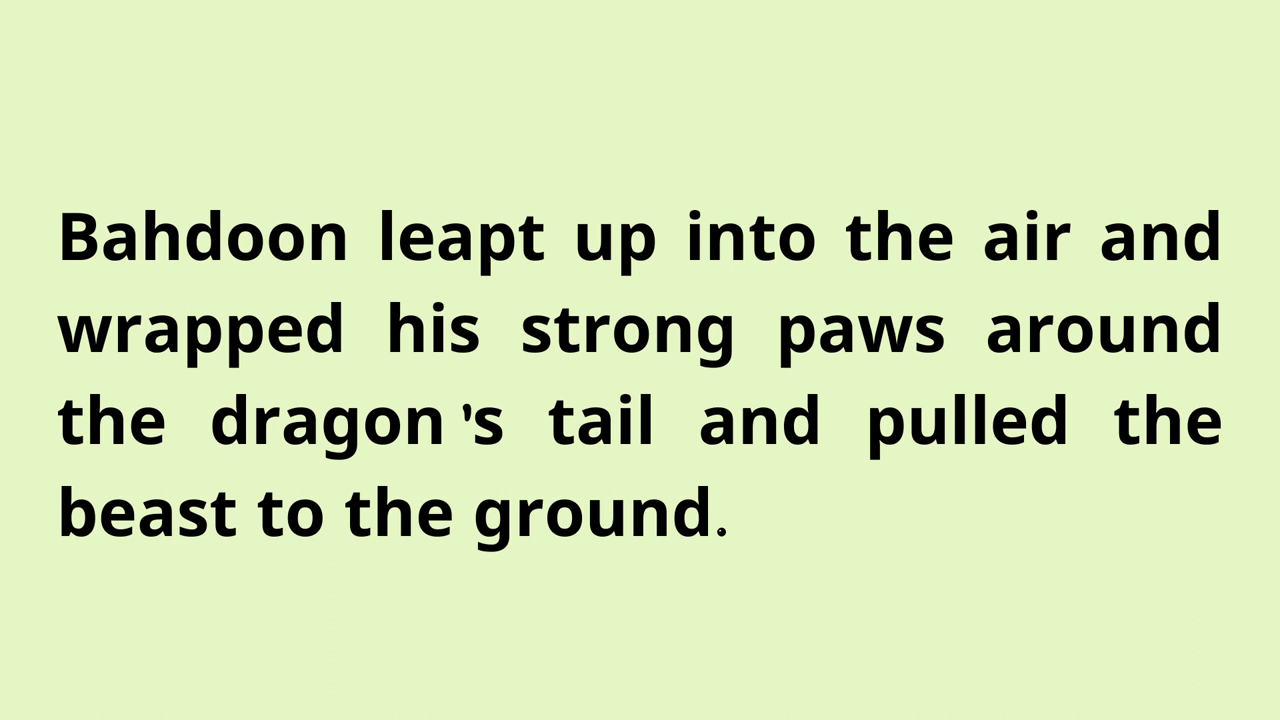 Bahdoon leapt up into the air and
wrapped his strong paws around
the dragon 's tail and pulled the
beast to the ground.